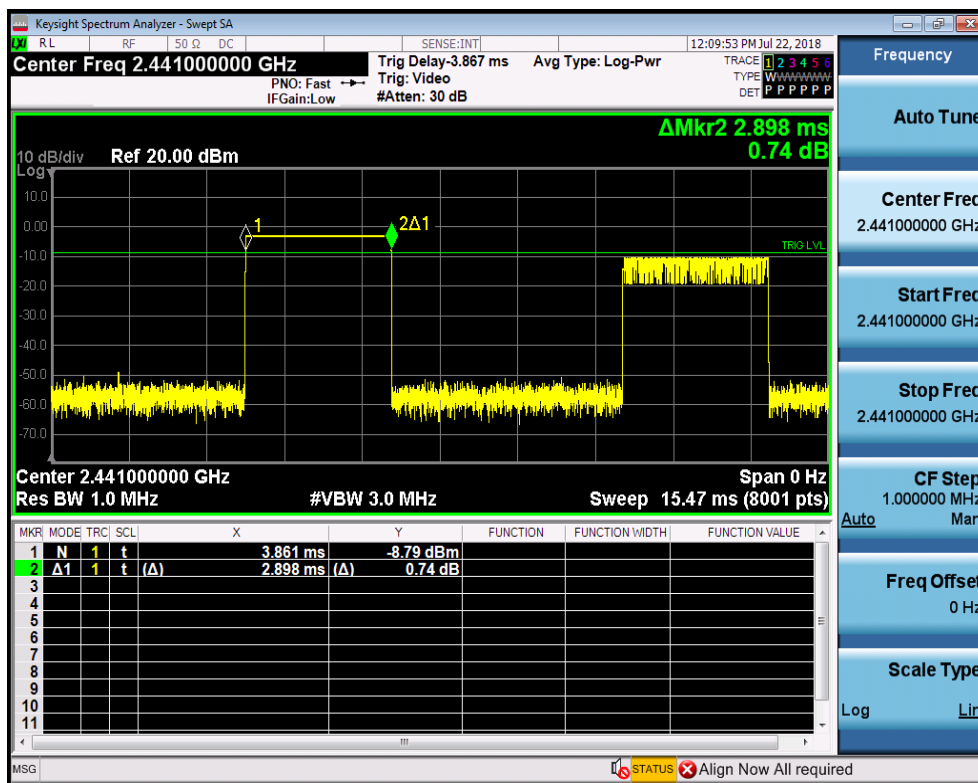 Keysight Spectrum Analyzer - Swept SA
LXI RL RF 50 Ω DC SENSE:INT 12:09:53 PM Jul 22, 2018
Center Freq 2.441000000 GHz
PNO: Fast
IFGain:Low
Trig Delay-3.867 ms
Trig: Video
#Atten: 30 dB
Avg Type: Log-Pwr
TRACE 1 2 3 4 5 6
TYPE WWWWWW
DET P P P P P P
ΔMkr2 2.898 ms
0.74 dB
10 dB/div Ref 20.00 dBm
Log
10.0
0.00
-10.0
-20.0
-30.0
-40.0
-50.0
-60.0
-70.0
1
2Δ1
TRIG LVL
Center 2.441000000 GHz Span 0 Hz
Res BW 1.0 MHz #VBW 3.0 MHz Sweep 15.47 ms (8001 pts)
MKR MODE TRC SCL X Y FUNCTION FUNCTION WIDTH FUNCTION VALUE
1 N 1 t 3.861 ms -8.79 dBm
2 Δ1 1 t (Δ) 2.898 ms (Δ) 0.74 dB
3
4
5
6
7
8
9
10
11
MSG STATUS Align Now All required
Frequency
Auto Tune
Center Freq
2.441000000 GHz
Start Freq
2.441000000 GHz
Stop Freq
2.441000000 GHz
CF Step
1.000000 MHz
Auto Man
Freq Offset
0 Hz
Scale Type
Log Lin